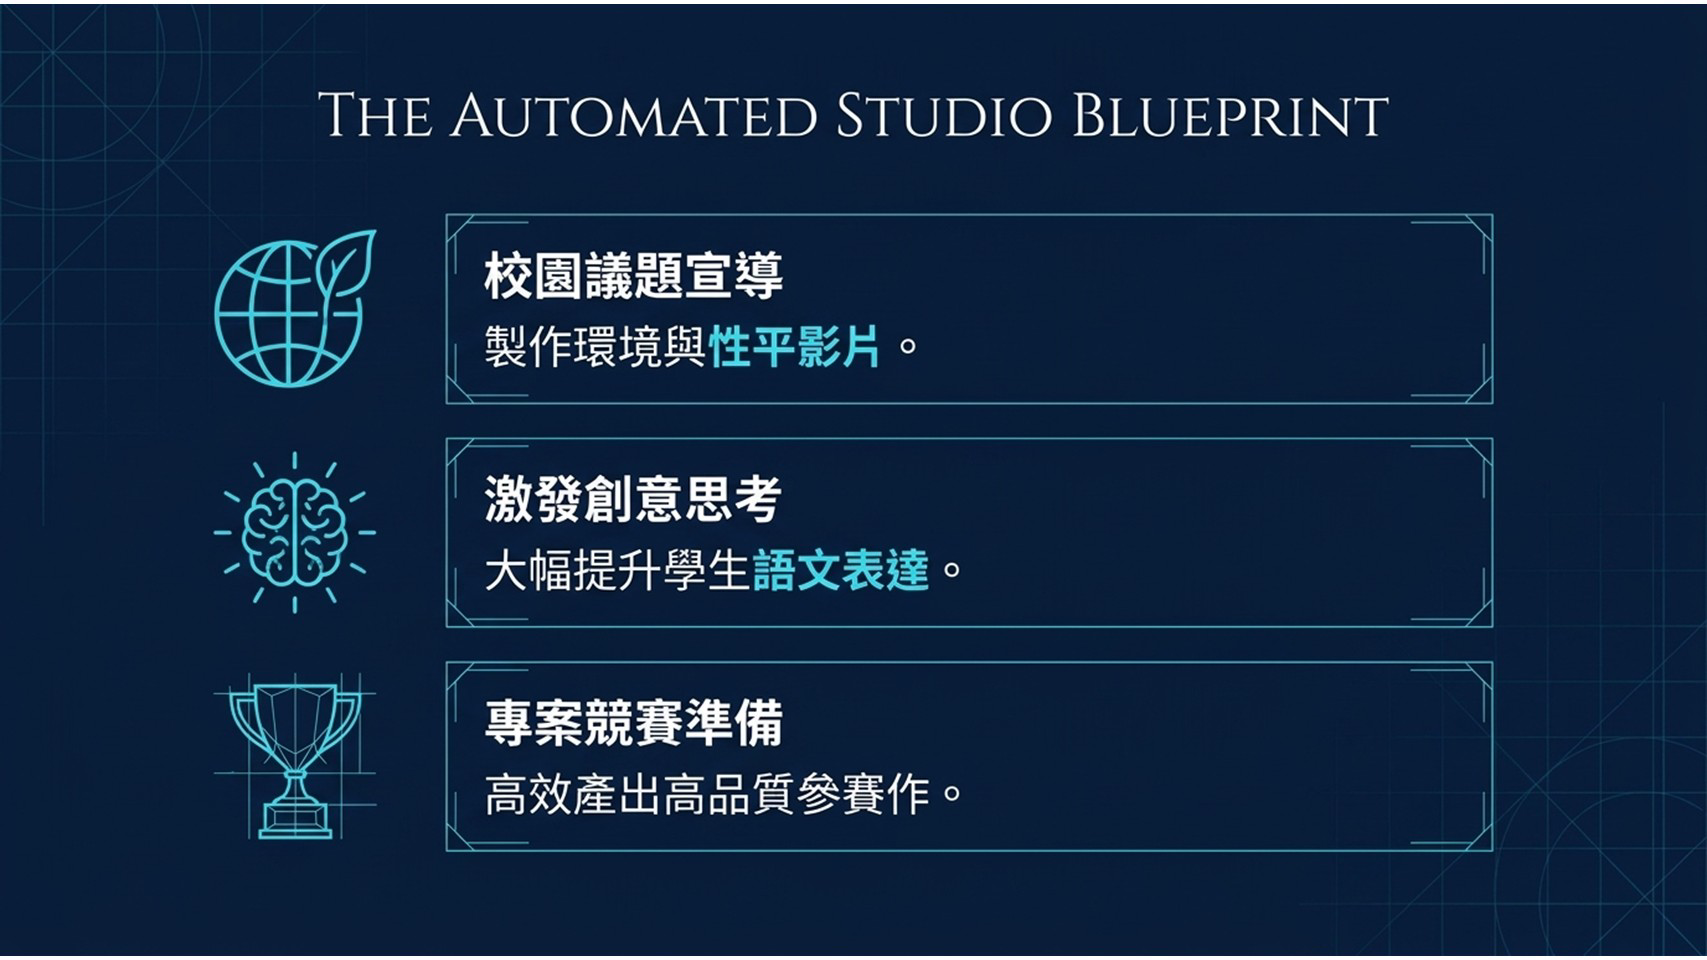 THE AUTOMATED STUDIO BLUEPRINT
校園議題宣導
製作環境與性平影片。
激發創意思考
大幅提升學生語文表達。
專案競賽準備
高效產出高品質參賽作。